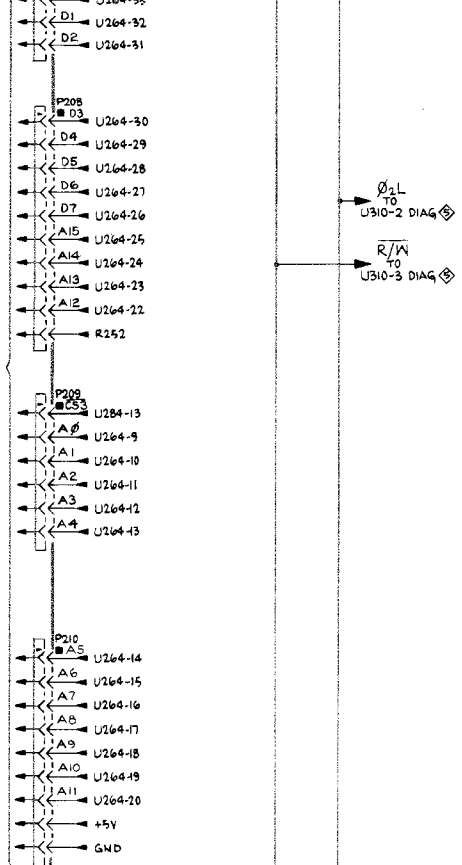 D1 U264-32
D2 U264-31
P208
D3 U264-30
D4 U264-29
D5 U264-28
D6 U264-27
D7 U264-26
A15 U264-25
A14 U264-24
A13 U264-23
A12 U264-22
R252
Ø₂L
TO
U310-2 DIAG 5
R/W
TO
U310-3 DIAG 5
P209
CS3 U284-13
AØ U264-9
A1 U264-10
A2 U264-11
A3 U264-12
A4 U264-13
P210
A5 U264-14
A6 U264-15
A7 U264-16
A8 U264-17
A9 U264-18
A10 U264-19
A11 U264-20
+5V
GND